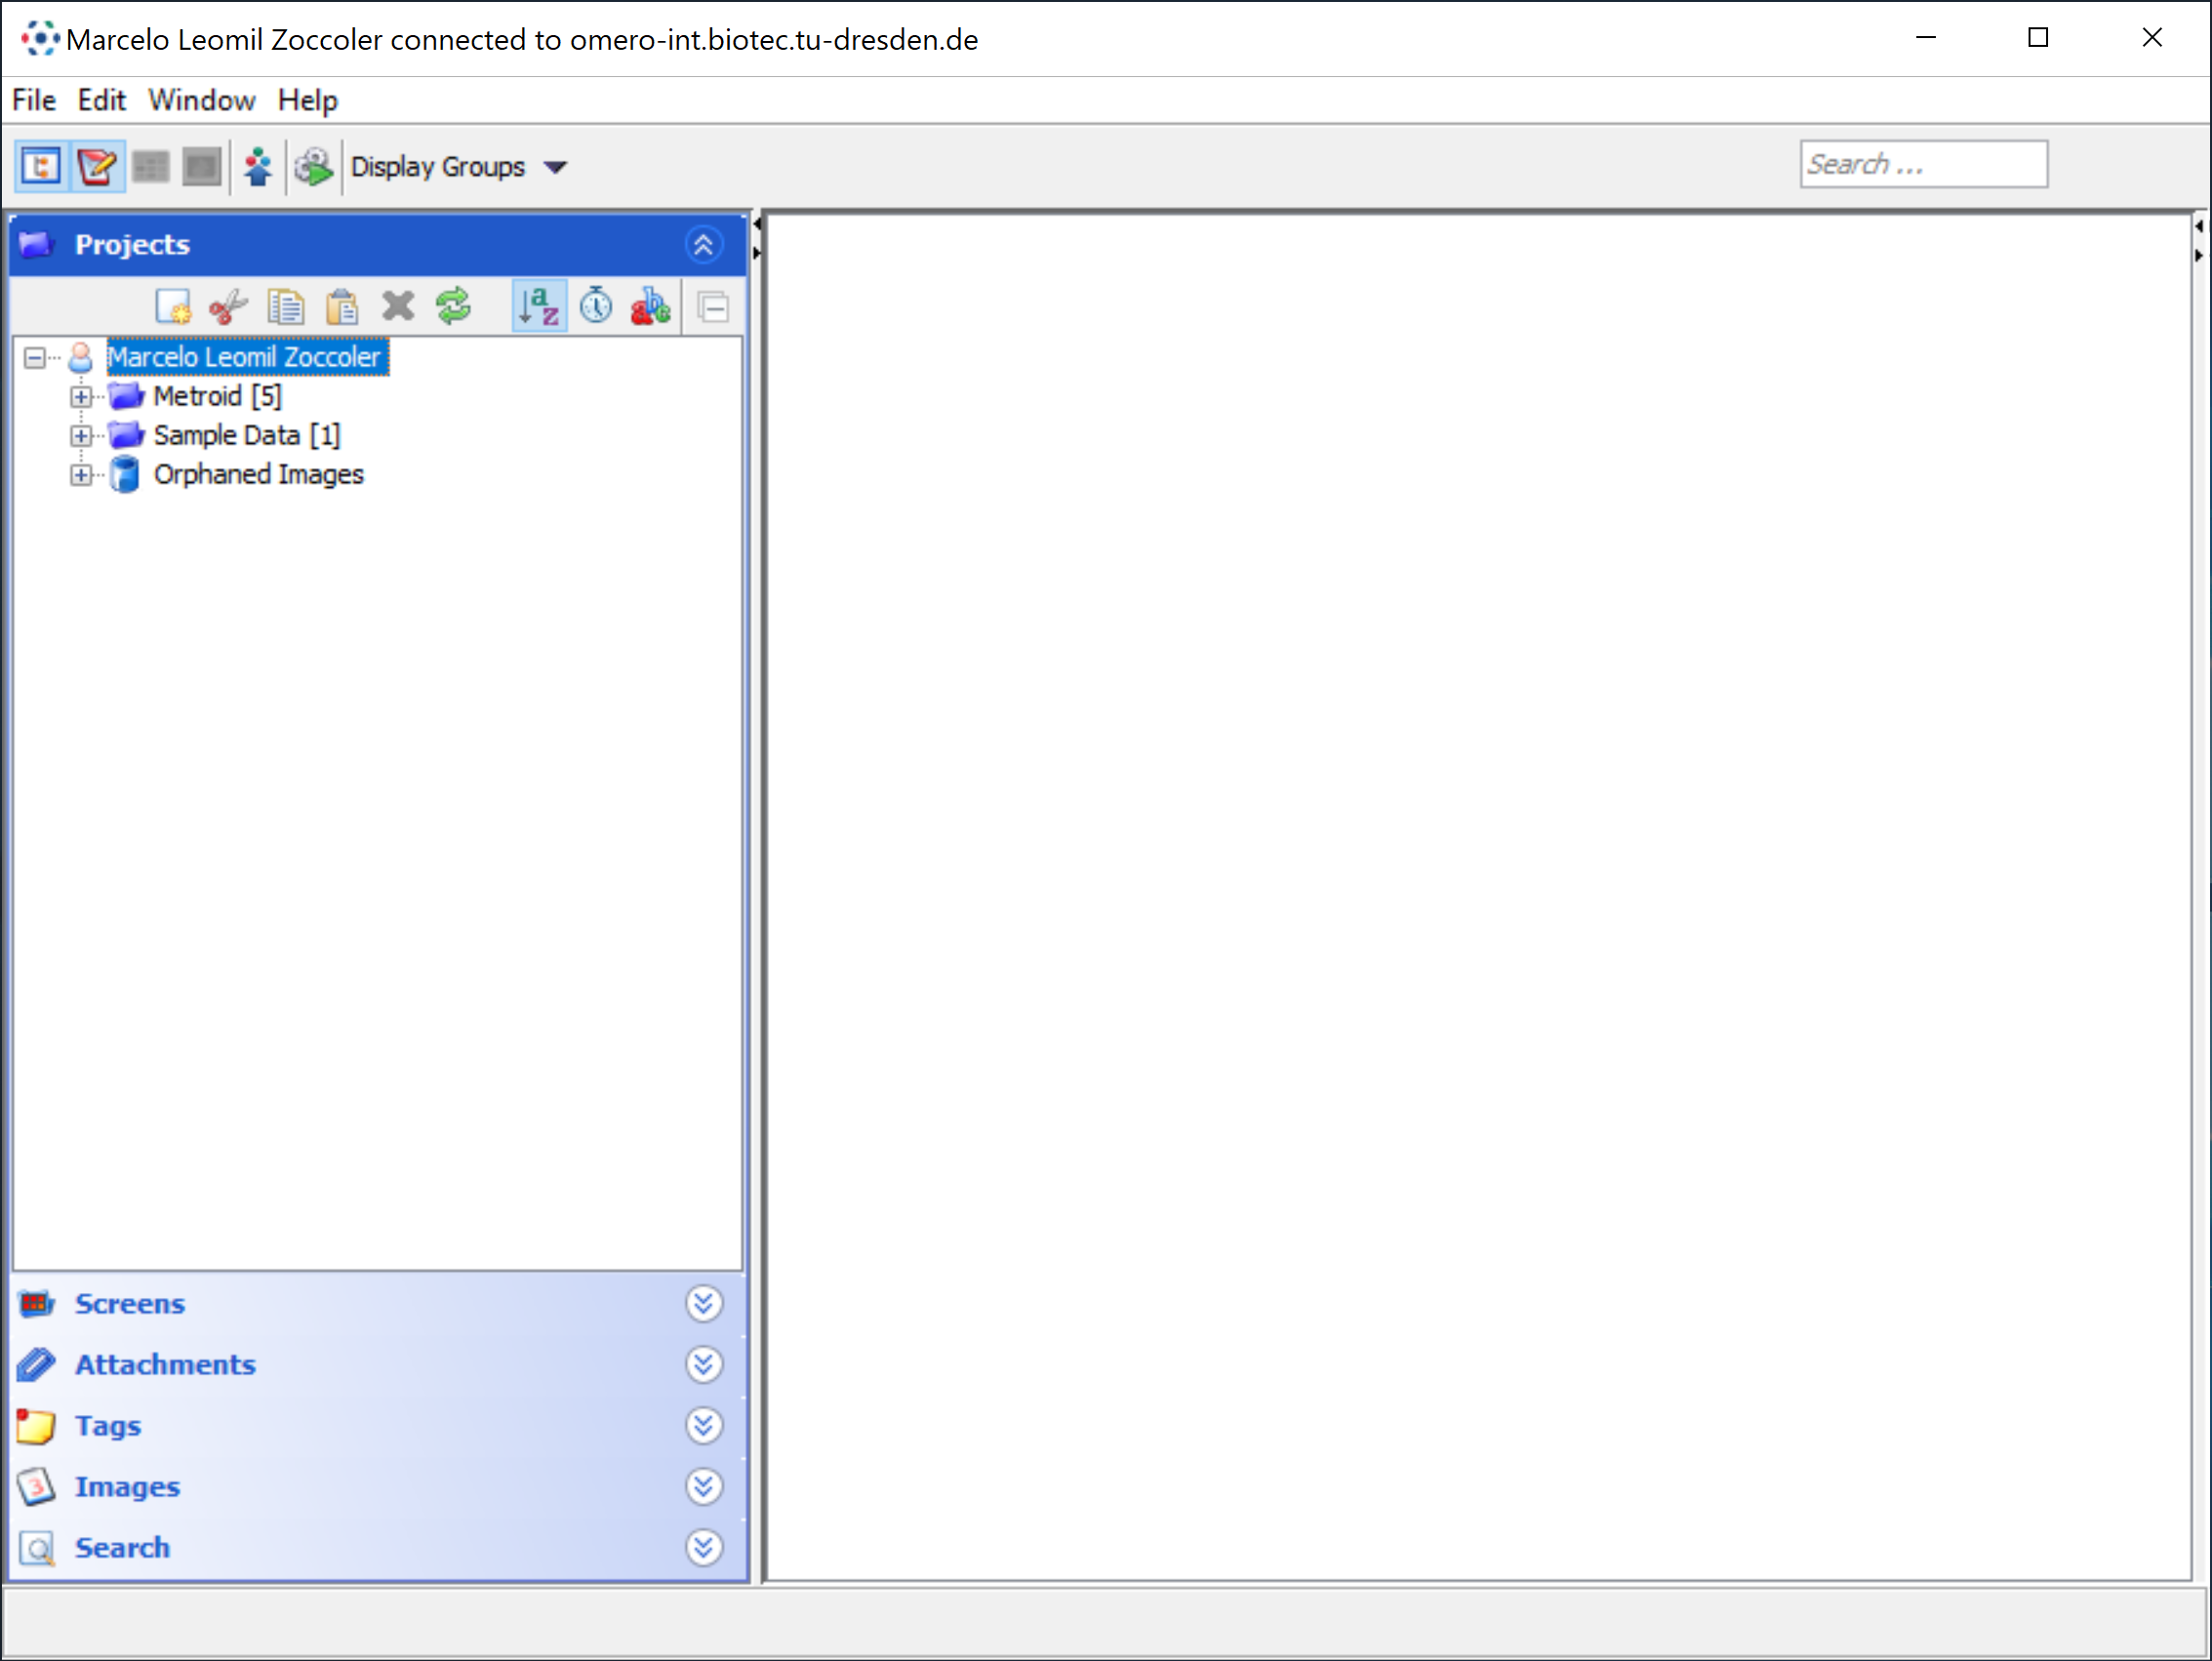 Marcelo Leomil Zoccoler connected to omero-int.biotec.tu-dresden.de
File Edit Window Help
Display Groups
Search ...
Projects
Marcelo Leomil Zoccoler
Metroid [5]
Sample Data [1]
Orphaned Images
Screens
Attachments
Tags
Images
Search